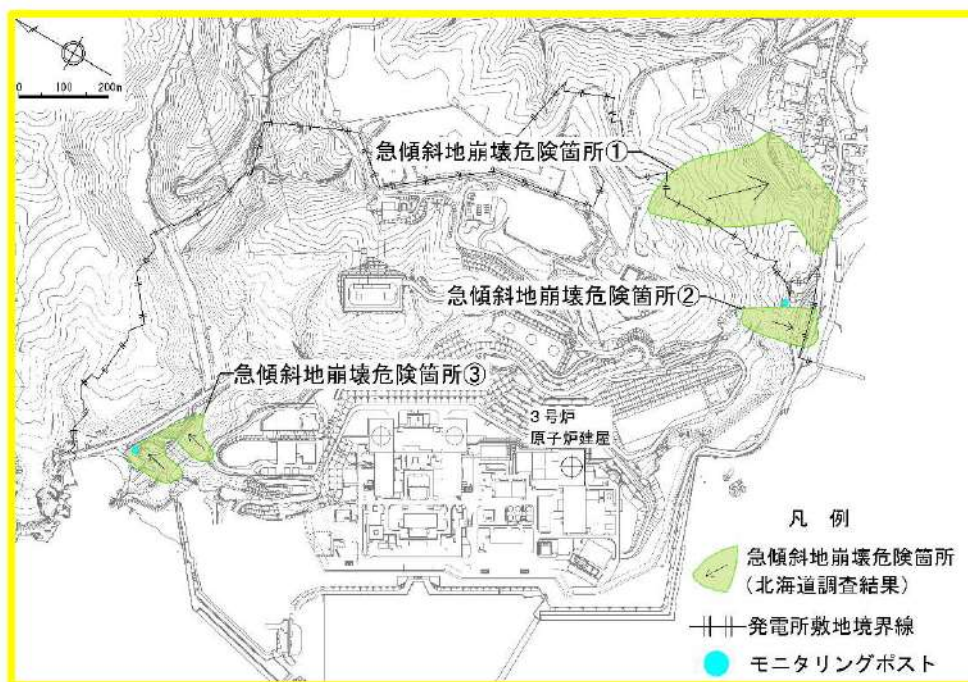 0 100 200m
急傾斜地崩壊危険箇所①
急傾斜地崩壊危険箇所②
急傾斜地崩壊危険箇所③
3号炉
原子炉建屋
凡 例
急傾斜地崩壊危険箇所
(北海道調査結果)
発電所敷地境界線
モニタリングポスト